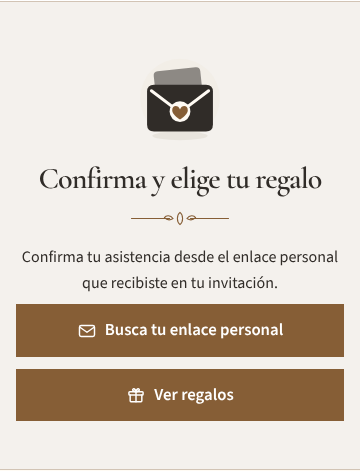 Confirma y elige tu regalo
Confirma tu asistencia desde el enlace personal
que recibiste en tu invitación.
Busca tu enlace personal
Ver regalos